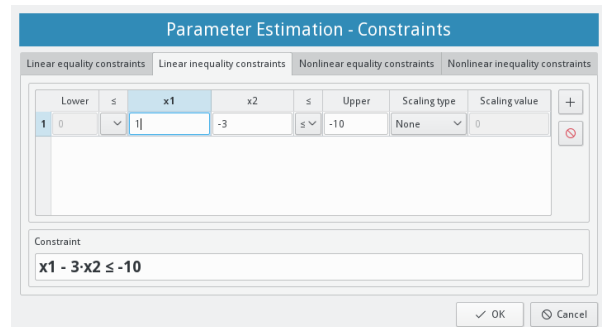 Parameter Estimation - Constraints
Linear equality constraints Linear inequality constraints Nonlinear equality constraints Nonlinear inequality constraints
Lower ≤ x1 x2 ≤ Upper Scaling type Scaling value +
1 0 1 -3 ≤ -10 None 0
Constraint
x1 - 3·x2 ≤ -10
OK Cancel